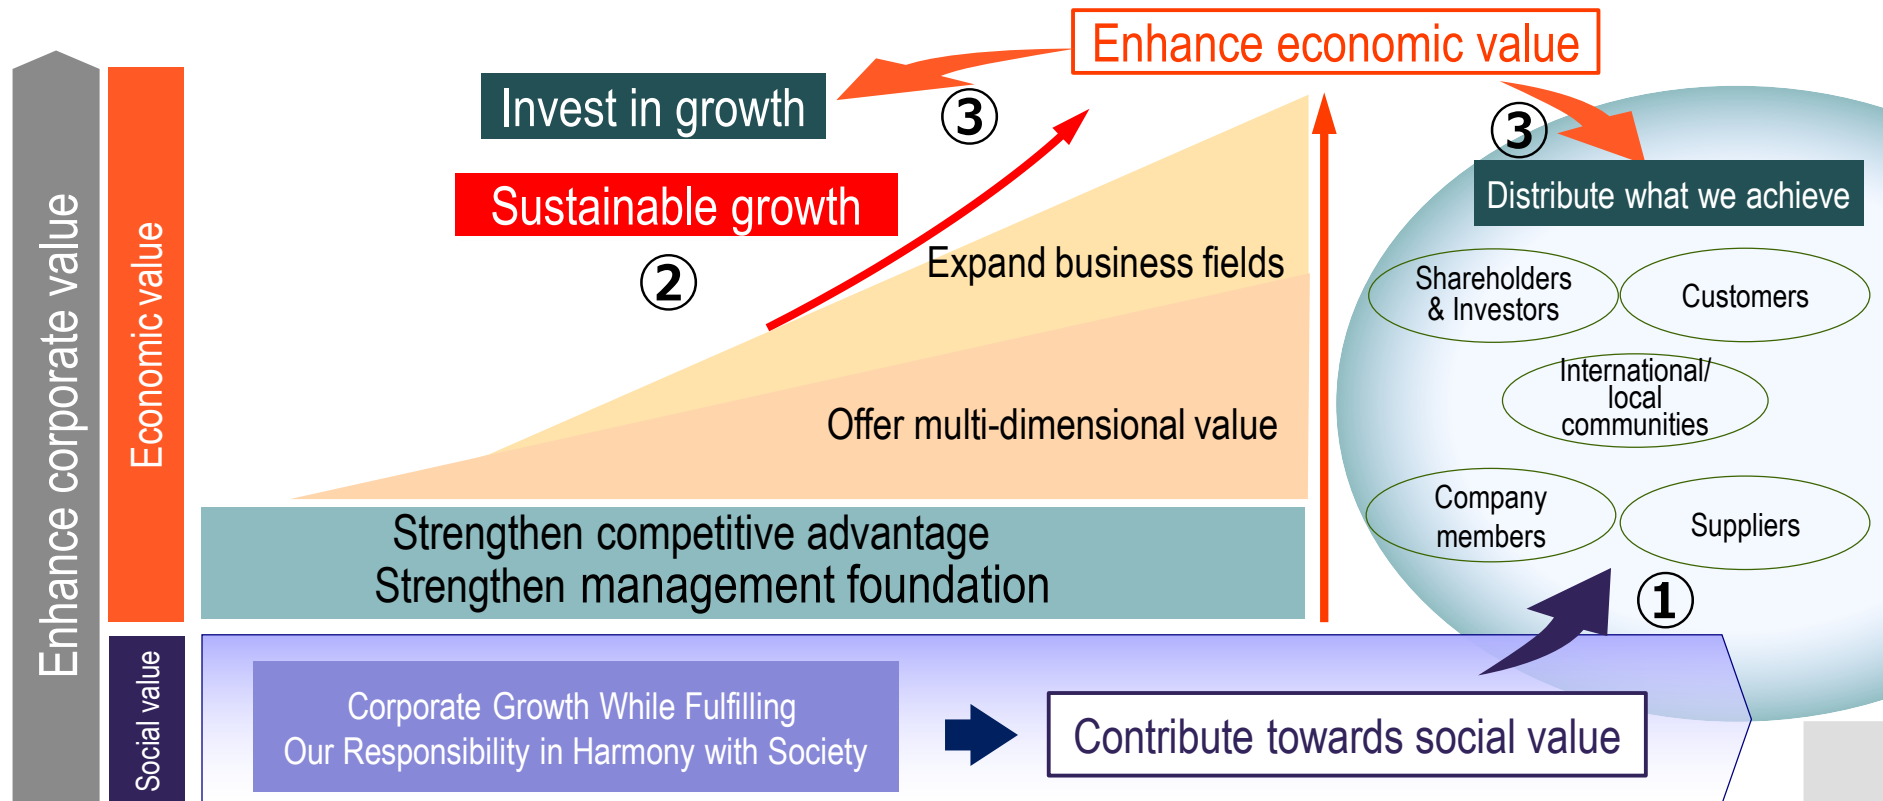 Enhance corporate value
Economic value
Social value
Enhance economic value
Invest in growth
③
③
Sustainable growth
②
Expand business fields
Offer multi-dimensional value
Strengthen competitive advantage
Strengthen management foundation
Distribute what we achieve
Shareholders
& Investors
Customers
International/
local
communities
Company
members
Suppliers
①
Corporate Growth While Fulfilling
Our Responsibility in Harmony with Society
Contribute towards social value